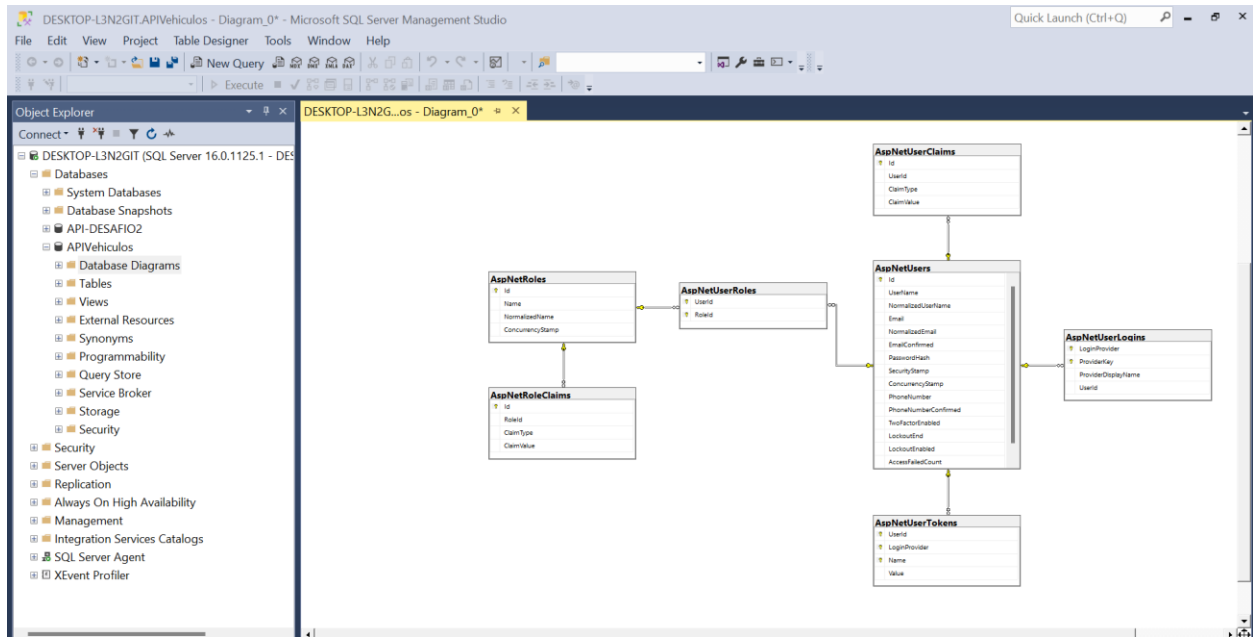 DESKTOP-L3N2GIT.APIVehiculos - Diagram_0* - Microsoft SQL Server Management Studio
Quick Launch (Ctrl+Q)
File Edit View Project Table Designer Tools Window Help
New Query
Execute
Object Explorer
DESKTOP-L3N2G...os - Diagram_0*
Connect
DESKTOP-L3N2GIT (SQL Server 16.0.1125.1 - DES
Databases
System Databases
Database Snapshots
API-DESAFIO2
APIVehiculos
Database Diagrams
Tables
Views
External Resources
Synonyms
Programmability
Query Store
Service Broker
Storage
Security
Security
Server Objects
Replication
Always On High Availability
Management
Integration Services Catalogs
SQL Server Agent
XEvent Profiler
AspNetUserClaims
Id
UserId
ClaimType
ClaimValue
AspNetRoles
Id
Name
NormalizedName
ConcurrencyStamp
AspNetUserRoles
UserId
RoleId
AspNetUsers
Id
UserName
NormalizedUserName
Email
NormalizedEmail
EmailConfirmed
PasswordHash
SecurityStamp
ConcurrencyStamp
PhoneNumber
PhoneNumberConfirmed
TwoFactorEnabled
LockoutEnd
LockoutEnabled
AccessFailedCount
AspNetUserLogins
LoginProvider
ProviderKey
ProviderDisplayName
UserId
AspNetRoleClaims
Id
RoleId
ClaimType
ClaimValue
AspNetUserTokens
UserId
LoginProvider
Name
Value